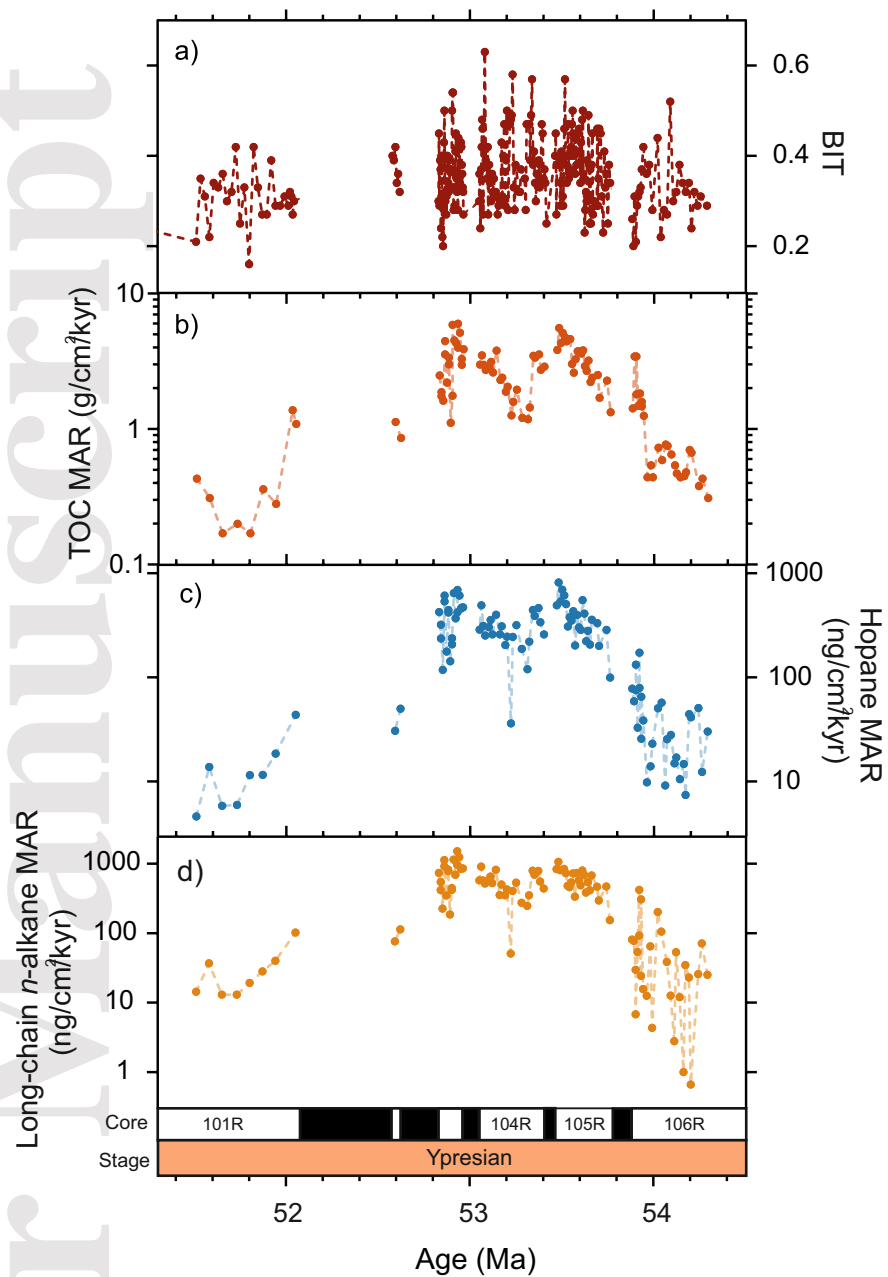 a)
0.6
0.4
0.2
BIT
b)
10
1
0.1
TOC MAR (g/cm²/kyr)
c)
1000
100
10
Hopane MAR
(ng/cm²/kyr)
d)
1000
100
10
1
Long-chain n-alkane MAR
(ng/cm²/kyr)
Core
101R
104R
105R
106R
Stage
Ypresian
52
53
54
Age (Ma)
r Manuscript